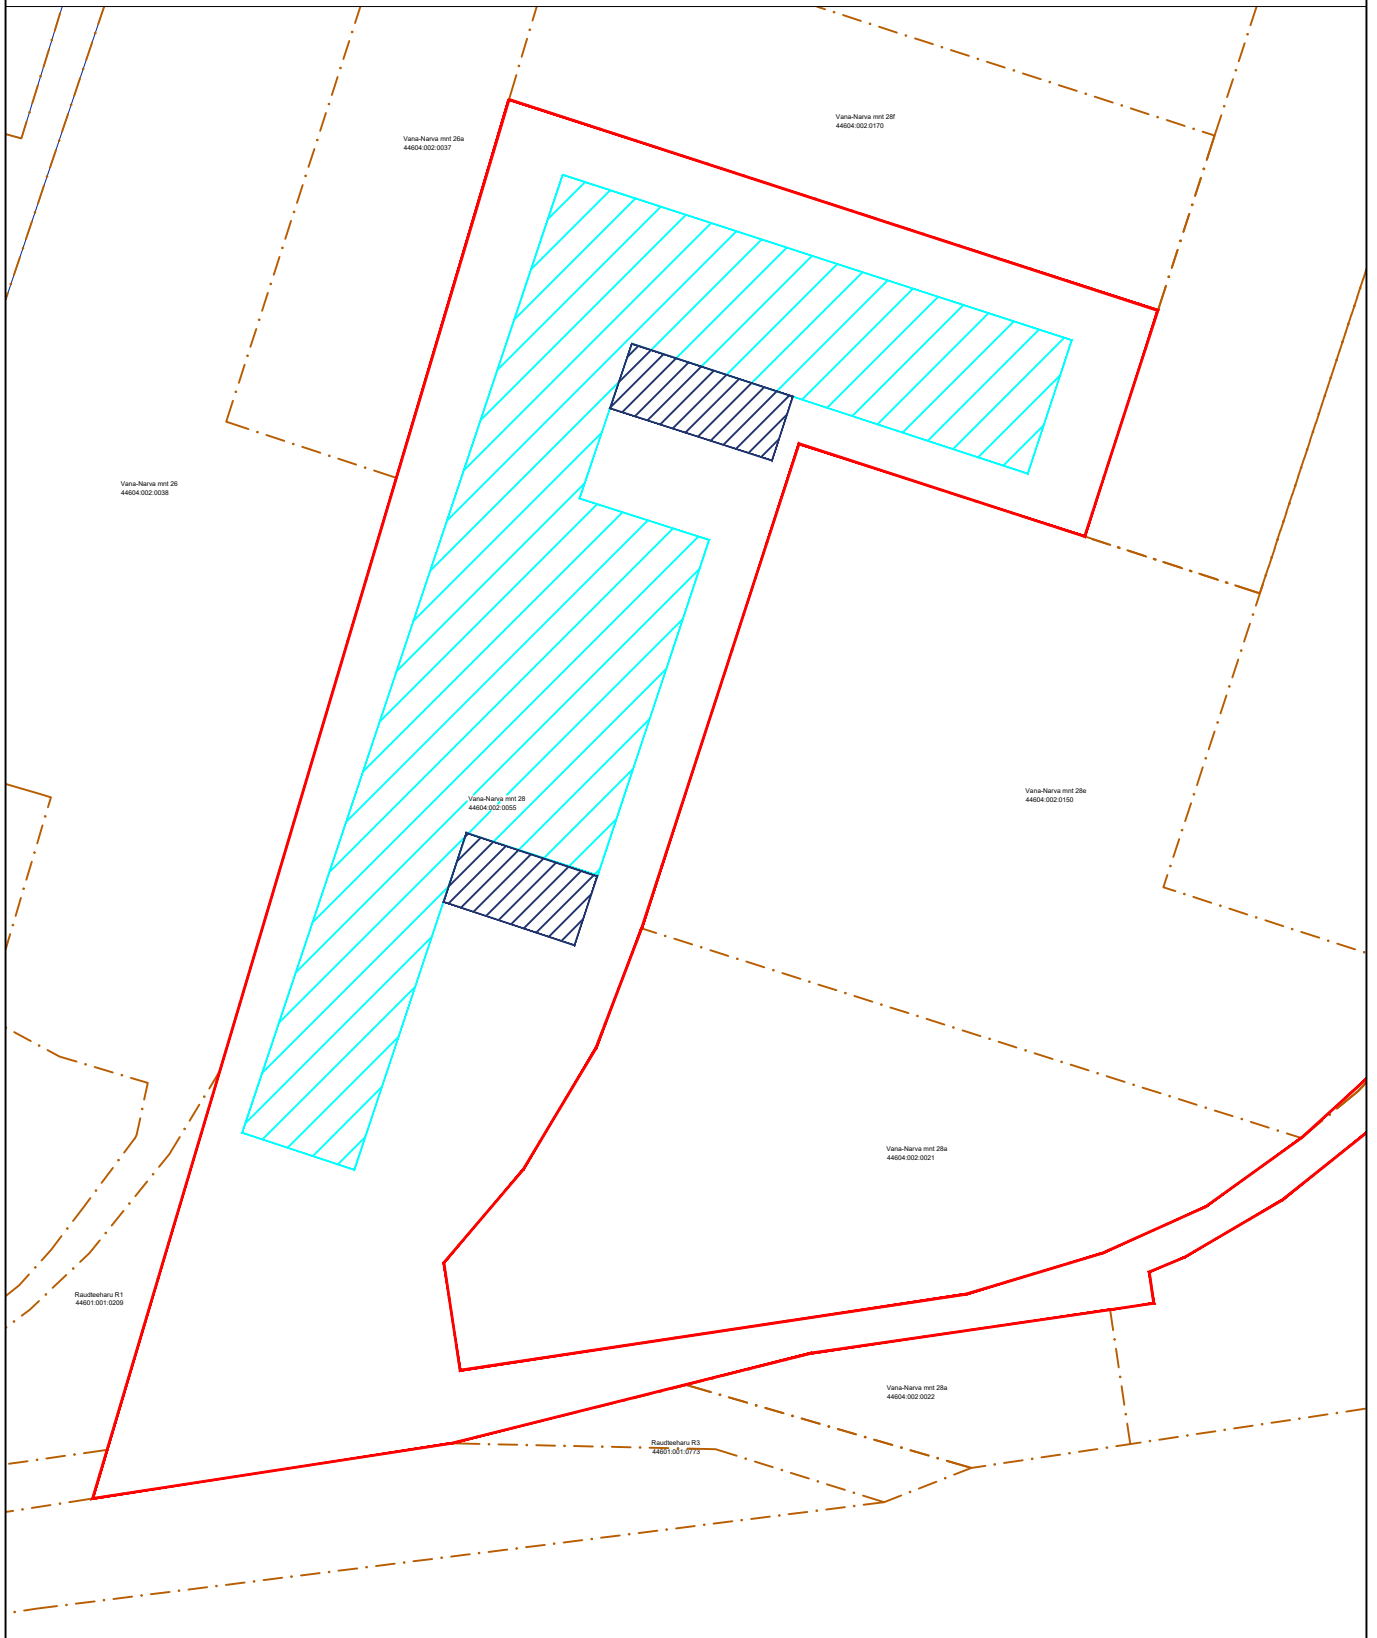 Vana-Narva mnt 28f
44604:002:0170
Vana-Narva mnt 26a
44604:002:0037
Vana-Narva mnt 26
44604:002:0038
Vana-Narva mnt 28e
44604:002:0150
Vana-Narva mnt 28
44604:002:0055
Vana-Narva mnt 28a
44604:002:0021
Raudteeharu R1
44601:001:0209
Vana-Narva mnt 28a
44604:002:0022
Raudteeharu R3
44601:001:0773